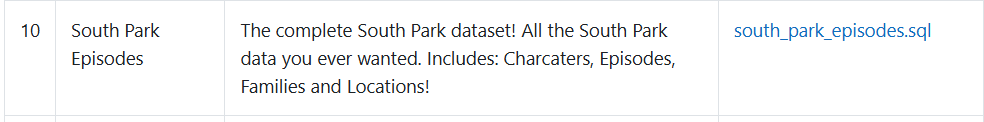 10
South Park
Episodes
The complete South Park dataset! All the South Park
data you ever wanted. Includes: Charcaters, Episodes,
Families and Locations!
south_park_episodes.sql